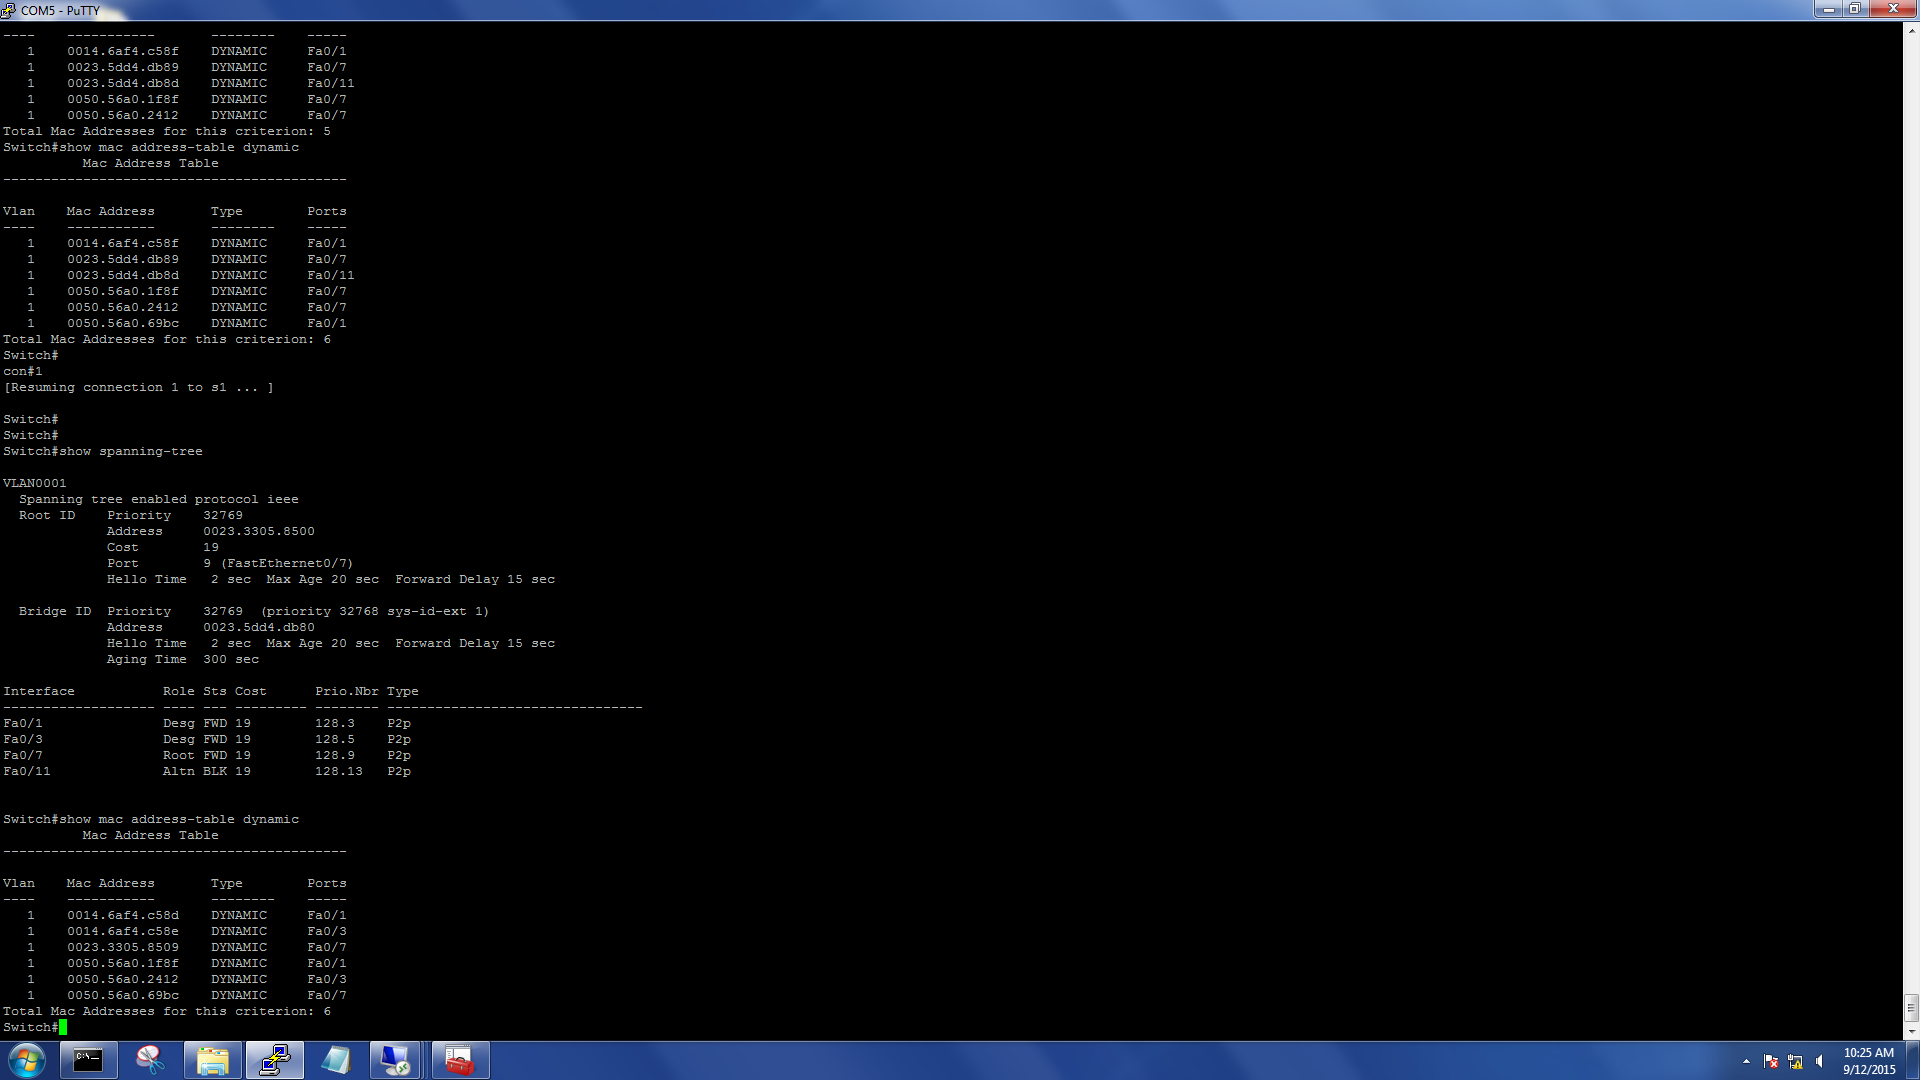 COM5 - PuTTY
----    -----------       --------    -----
   1    0014.6af4.c58f    DYNAMIC     Fa0/1
   1    0023.5dd4.db89    DYNAMIC     Fa0/7
   1    0023.5dd4.db8d    DYNAMIC     Fa0/11
   1    0050.56a0.1f8f    DYNAMIC     Fa0/7
   1    0050.56a0.2412    DYNAMIC     Fa0/7
Total Mac Addresses for this criterion: 5
Switch#show mac address-table dynamic
          Mac Address Table
-------------------------------------------
Vlan    Mac Address       Type        Ports
----    -----------       --------    -----
   1    0014.6af4.c58f    DYNAMIC     Fa0/1
   1    0023.5dd4.db89    DYNAMIC     Fa0/7
   1    0023.5dd4.db8d    DYNAMIC     Fa0/11
   1    0050.56a0.1f8f    DYNAMIC     Fa0/7
   1    0050.56a0.2412    DYNAMIC     Fa0/7
   1    0050.56a0.69bc    DYNAMIC     Fa0/1
Total Mac Addresses for this criterion: 6
Switch#
con#1
[Resuming connection 1 to s1 ... ]
Switch#
Switch#
Switch#show spanning-tree
VLAN0001
  Spanning tree enabled protocol ieee
  Root ID    Priority    32769
             Address     0023.3305.8500
             Cost        19
             Port        9 (FastEthernet0/7)
             Hello Time   2 sec  Max Age 20 sec  Forward Delay 15 sec
  Bridge ID  Priority    32769  (priority 32768 sys-id-ext 1)
             Address     0023.5dd4.db80
             Hello Time   2 sec  Max Age 20 sec  Forward Delay 15 sec
             Aging Time  300 sec
Interface           Role Sts Cost      Prio.Nbr Type
------------------- ---- --- --------- -------- --------------------------------
Fa0/1               Desg FWD 19        128.3    P2p
Fa0/3               Desg FWD 19        128.5    P2p
Fa0/7               Root FWD 19        128.9    P2p
Fa0/11              Altn BLK 19        128.13   P2p
Switch#show mac address-table dynamic
          Mac Address Table
-------------------------------------------
Vlan    Mac Address       Type        Ports
----    -----------       --------    -----
   1    0014.6af4.c58d    DYNAMIC     Fa0/1
   1    0014.6af4.c58e    DYNAMIC     Fa0/3
   1    0023.3305.8509    DYNAMIC     Fa0/7
   1    0050.56a0.1f8f    DYNAMIC     Fa0/1
   1    0050.56a0.2412    DYNAMIC     Fa0/3
   1    0050.56a0.69bc    DYNAMIC     Fa0/7
Total Mac Addresses for this criterion: 6
Switch#
C:\_
10:25 AM
9/12/2015